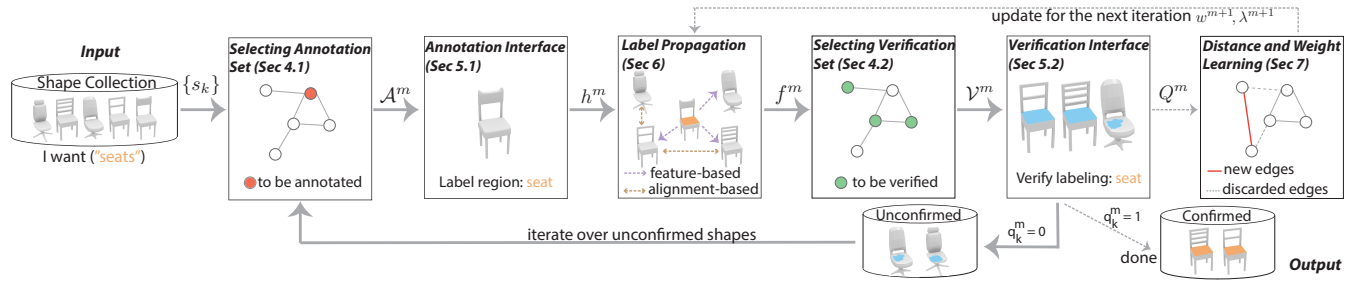 update for the next iteration w^{m+1}, λ^{m+1}
Input
Shape Collection
I want ("seats")
{s_k}
Selecting Annotation
Set (Sec 4.1)
to be annotated
A^m
Annotation Interface
(Sec 5.1)
Label region: seat
h^m
Label Propagation
(Sec 6)
feature-based
alignment-based
f^m
Selecting Verification
Set (Sec 4.2)
to be verified
V^m
Verification Interface
(Sec 5.2)
Verify labeling: seat
Q^m
Distance and Weight
Learning (Sec 7)
new edges
discarded edges
iterate over unconfirmed shapes
Unconfirmed
q_k^m = 0
q_k^m = 1
done
Confirmed
Output